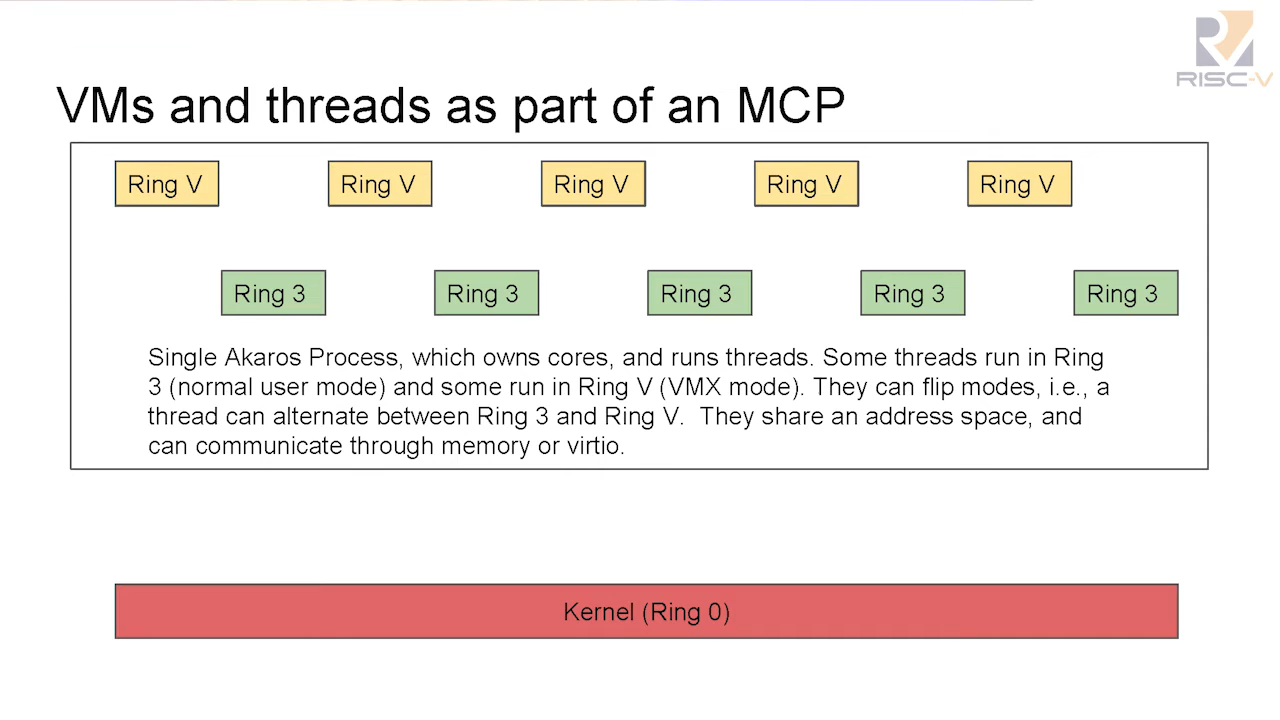 RISC-V
VMs and threads as part of an MCP
Ring V Ring V Ring V Ring V Ring V
Ring 3 Ring 3 Ring 3 Ring 3 Ring 3
Single Akaros Process, which owns cores, and runs threads. Some threads run in Ring
3 (normal user mode) and some run in Ring V (VMX mode). They can flip modes, i.e., a
thread can alternate between Ring 3 and Ring V.  They share an address space, and
can communicate through memory or virtio.
Kernel (Ring 0)